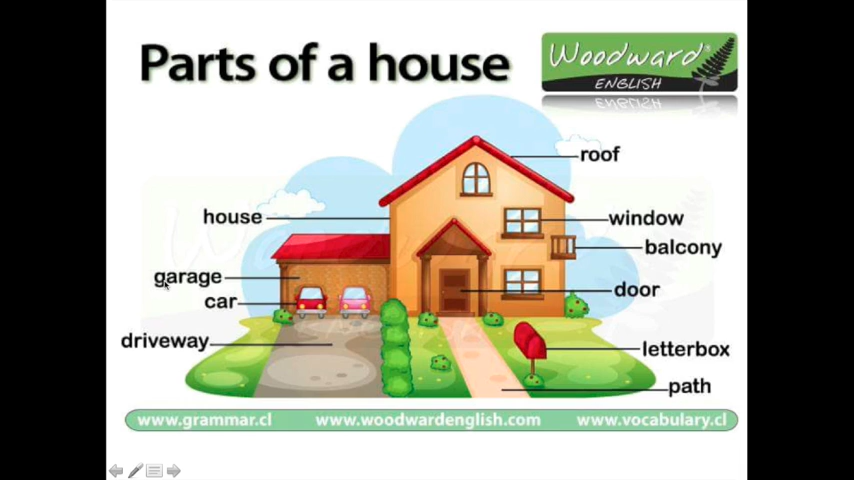 Parts of a house
Woodward®
ENGLISH
roof
house
window
balcony
garage
door
car
driveway
letterbox
path
www.grammar.cl www.woodwardenglish.com www.vocabulary.cl